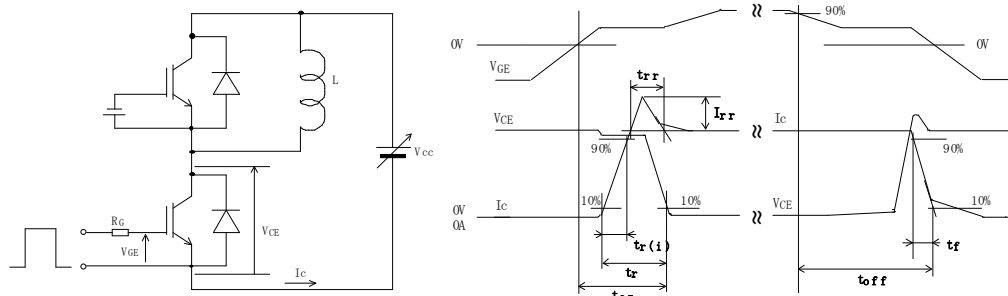 L
Vcc
RG
VGE
VCE
Ic
90%
0V
0V
VGE
trr
Irr
VCE
Ic
90%
90%
10%
10%
VCE
10%
0V
0A
Ic
tr(i)
tf
tr
toff